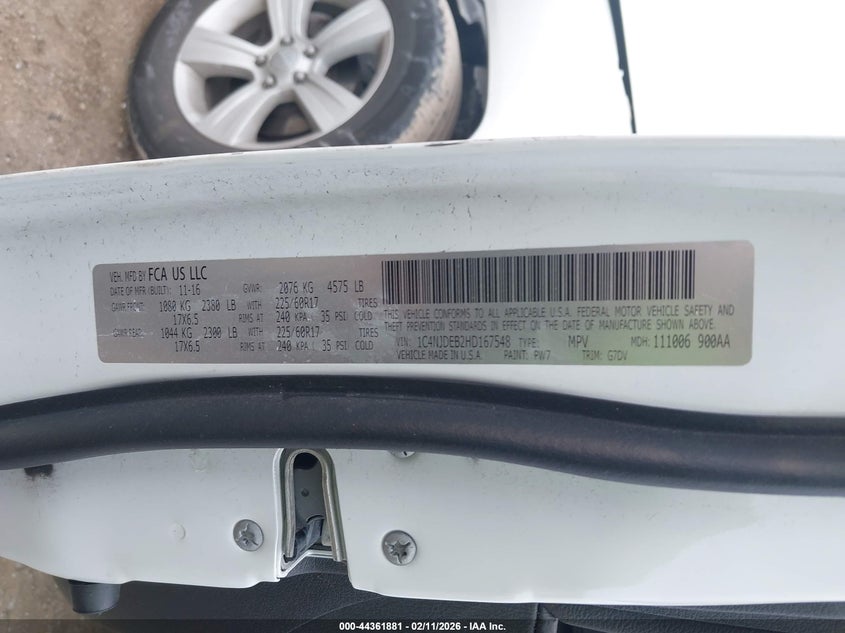 VEH. MFD BY FCA US LLC
DATE OF MFR (BUILT): 11-16 GVWR: 2076 KG 4575 LB
GAWR FRONT: 1080 KG 2380 LB WITH 225/60R17 TIRES
17X6.5 RIMS AT 240 KPA. 35 PSI COLD
GAWR REAR: 1044 KG 2300 LB WITH 225/60R17 TIRES
17X6.5 RIMS AT 240 KPA. 35 PSI COLD
THIS VEHICLE CONFORMS TO ALL APPLICABLE U.S.A. FEDERAL MOTOR VEHICLE SAFETY AND
THEFT PREVENTION STANDARDS IN EFFECT ON THE DATE OF MANUFACTURE SHOWN ABOVE.
VIN: 1C4NJDEB2HD167548 TYPE: MPV MDH: 111006 900AA
VEHICLE MADE IN U.S.A. PAINT: PW7 TRIM: G7DV
000-44361881 - 02/11/2026 - IAA Inc.